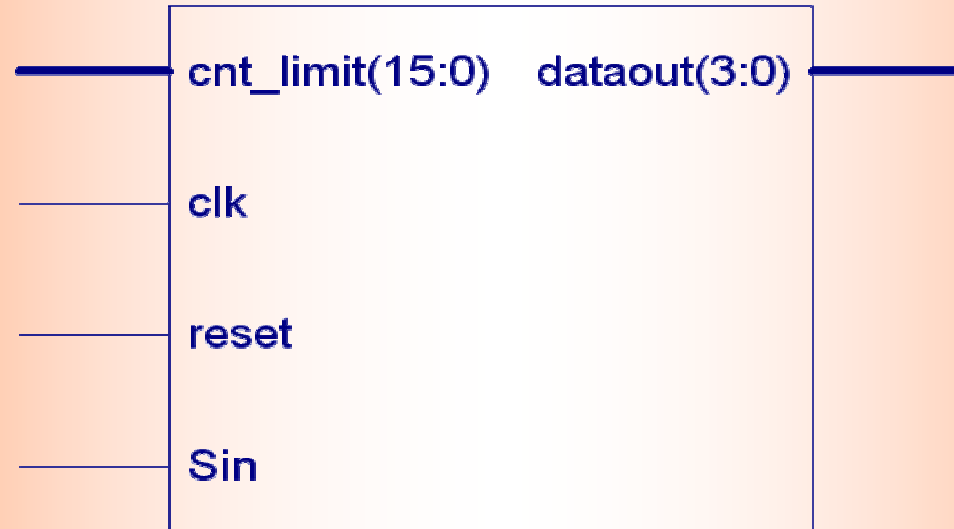 cnt_limit(15:0) dataout(3:0)
clk
reset
Sin